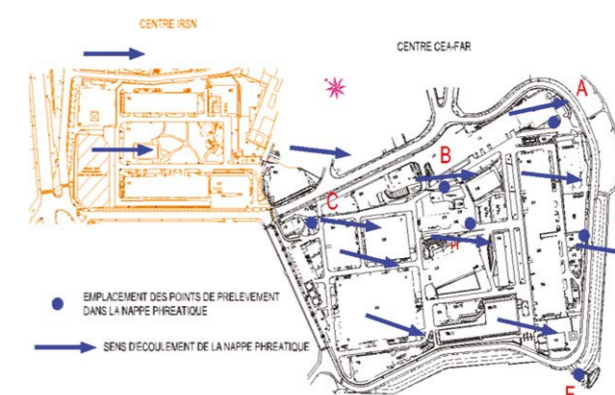 CENTRE IRSN
CENTRE CEA-FAR
A
B
C
EMPLACEMENT DES POINTS DE PRELEVEMENT
DANS LA NAPPE PHREATIQUE
SENS D'ECOULEMENT DE LA NAPPE PHREATIQUE